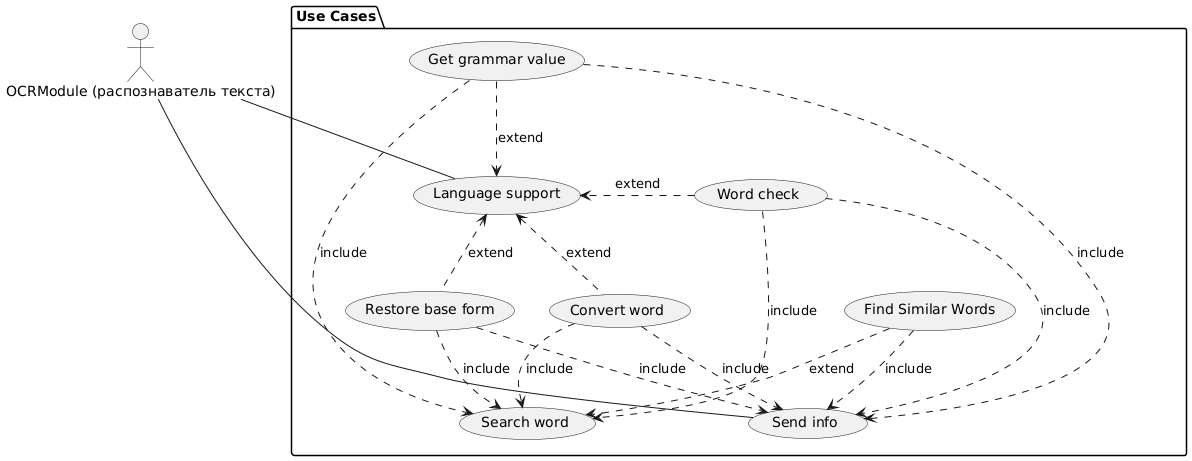 Use Cases
Get grammar value
OCRModule (распознаватель текста)
extend
Language support
extend
Word check
include
extend
extend
include
Restore base form
Convert word
Find Similar Words
include
include
include
include
include
include
extend
include
Search word
Send info